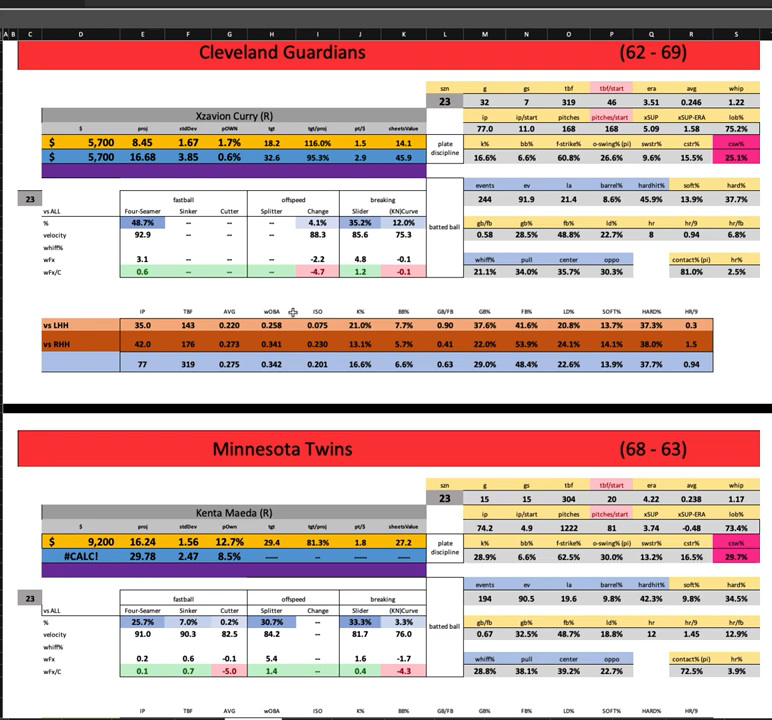 A B C D E F G H I J K L M N O P Q R S
Cleveland Guardians (62 - 69)
szn g gs tbf tbf/start era avg whip
23 32 7 319 46 3.51 0.246 1.22
Xzavion Curry (R) ip ip/start pitches pitches/start xSUP xSUP-ERA lob%
77.0 11.0 168 168 5.09 1.58 75.2%
$ proj stdDev pOWN tgt tgt/proj pt/$ sheetsValue
$ 5,700 8.45 1.67 1.7% 18.2 116.0% 1.5 14.1 plate discipline k% bb% f-strike% o-swing% (pi) swstr% cstr% csw%
$ 5,700 16.68 3.85 0.6% 32.6 95.3% 2.9 45.9 16.6% 6.6% 60.8% 26.6% 9.6% 15.5% 25.1%
events ev la barrel% hardhit% soft% hard%
23 fastball offspeed breaking 244 91.9 21.4 8.6% 45.9% 13.9% 37.7%
vs ALL Four-Seamer Sinker Cutter Splitter Change Slider (KN)Curve
% 48.7% -- -- -- 4.1% 35.2% 12.0% batted ball gb/fb gb% fb% ld% hr hr/9 hr/fb
velocity 92.9 -- -- -- 88.3 85.6 75.3 0.58 28.5% 48.8% 22.7% 8 0.94 6.8%
whiff%
wFx 3.1 -- -- -- -2.2 4.8 -0.1 whiff% pull center oppo contact% (pi) hr%
wFx/C 0.6 -- -- -- -4.7 1.2 -0.1 21.1% 34.0% 35.7% 30.3% 81.0% 2.5%
IP TBF AVG wOBA ISO K% BB% GB/FB GB% FB% LD% SOFT% HARD% HR/9
vs LHH 35.0 143 0.220 0.258 0.075 21.0% 7.7% 0.90 37.6% 41.6% 20.8% 13.7% 37.3% 0.3
vs RHH 42.0 176 0.273 0.341 0.230 13.1% 5.7% 0.41 22.0% 53.9% 24.1% 14.1% 38.0% 1.5
77 319 0.275 0.342 0.201 16.6% 6.6% 0.63 29.0% 48.4% 22.6% 13.9% 37.7% 0.94
Minnesota Twins (68 - 63)
szn g gs tbf tbf/start era avg whip
23 15 15 304 20 4.22 0.238 1.17
Kenta Maeda (R) ip ip/start pitches pitches/start xSUP xSUP-ERA lob%
$ proj stdDev pOwn tgt tgt/proj pt/$ sheetsValue 74.2 4.9 1222 81 3.74 -0.48 73.4%
$ 9,200 16.24 1.56 12.7% 29.4 81.3% 1.8 27.2 plate discipline k% bb% f-strike% o-swing% (pi) swstr% cstr% csw%
#CALC! 29.78 2.47 8.5% ---- ---- -- ---- 28.9% 6.6% 62.5% 30.0% 13.2% 16.5% 29.7%
events ev la barrel% hardhit% soft% hard%
23 fastball offspeed breaking 194 90.5 19.6 9.8% 42.3% 9.8% 34.5%
vs ALL Four-Seamer Sinker Cutter Splitter Change Slider (KN)Curve
% 25.7% 7.0% 0.2% 30.7% -- 33.3% 3.3% batted ball gb/fb gb% fb% ld% hr hr/9 hr/fb
velocity 91.0 90.3 82.5 84.2 -- 81.7 76.0 0.67 32.5% 48.7% 18.8% 12 1.45 12.9%
whiff%
wFx 0.2 0.6 -0.1 5.4 -- 1.6 -1.7 whiff% pull center oppo contact% (pi) hr%
wFx/C 0.1 0.7 -5.0 1.4 -- 0.4 -4.3 28.8% 38.1% 39.2% 22.7% 72.5% 3.9%
IP TBF AVG wOBA ISO K% BB% GB/FB GB% FB% LD% SOFT% HARD% HR/9